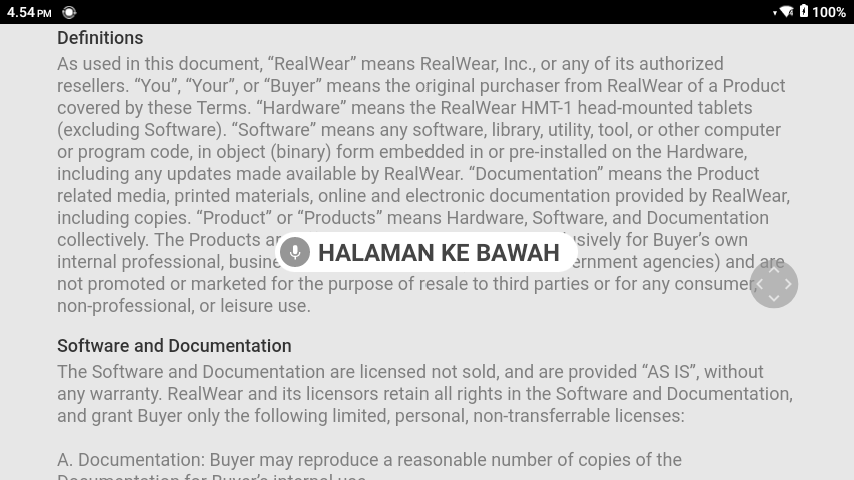 4.54 PM
100%
Definitions
As used in this document, “RealWear” means RealWear, Inc., or any of its authorized
resellers. “You”, “Your”, or “Buyer” means the original purchaser from RealWear of a Product
covered by these Terms. “Hardware” means the RealWear HMT-1 head-mounted tablets
(excluding Software). “Software” means any software, library, utility, tool, or other computer
or program code, in object (binary) form embedded in or pre-installed on the Hardware,
including any updates made available by RealWear. “Documentation” means the Product
related media, printed materials, online and electronic documentation provided by RealWear,
including copies. “Product” or “Products” means Hardware, Software, and Documentation
collectively. The Products for Buyer’s own
HALAMAN KE BAWAH
internal professional, agencies) and are
not promoted or marketed for the purpose of resale to third parties or for any consumer,
non-professional, or leisure use.
Software and Documentation
The Software and Documentation are licensed not sold, and are provided “AS IS”, without
any warranty. RealWear and its licensors retain all rights in the Software and Documentation,
and grant Buyer only the following limited, personal, non-transferrable licenses:
A. Documentation: Buyer may reproduce a reasonable number of copies of the
Documentation for Buyer’s internal use